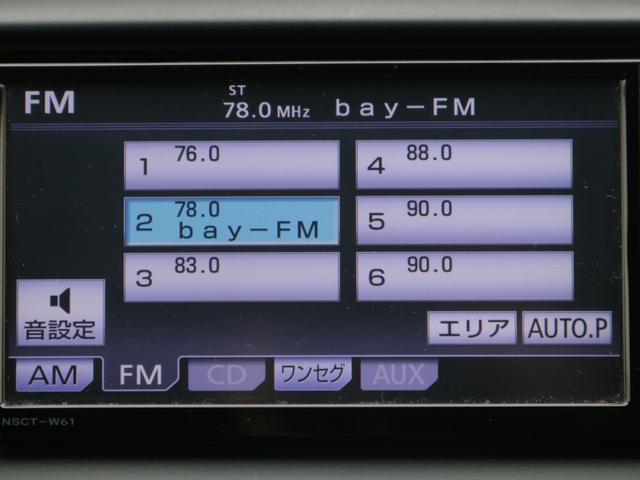 FM
ST
78.0 MHz bay-FM
1 76.0
4 88.0
2 78.0
bay-FM
5 90.0
3 83.0
6 90.0
音設定
エリア AUTO.P
AM FM CD ワンセグ AUX
NSCT-W61